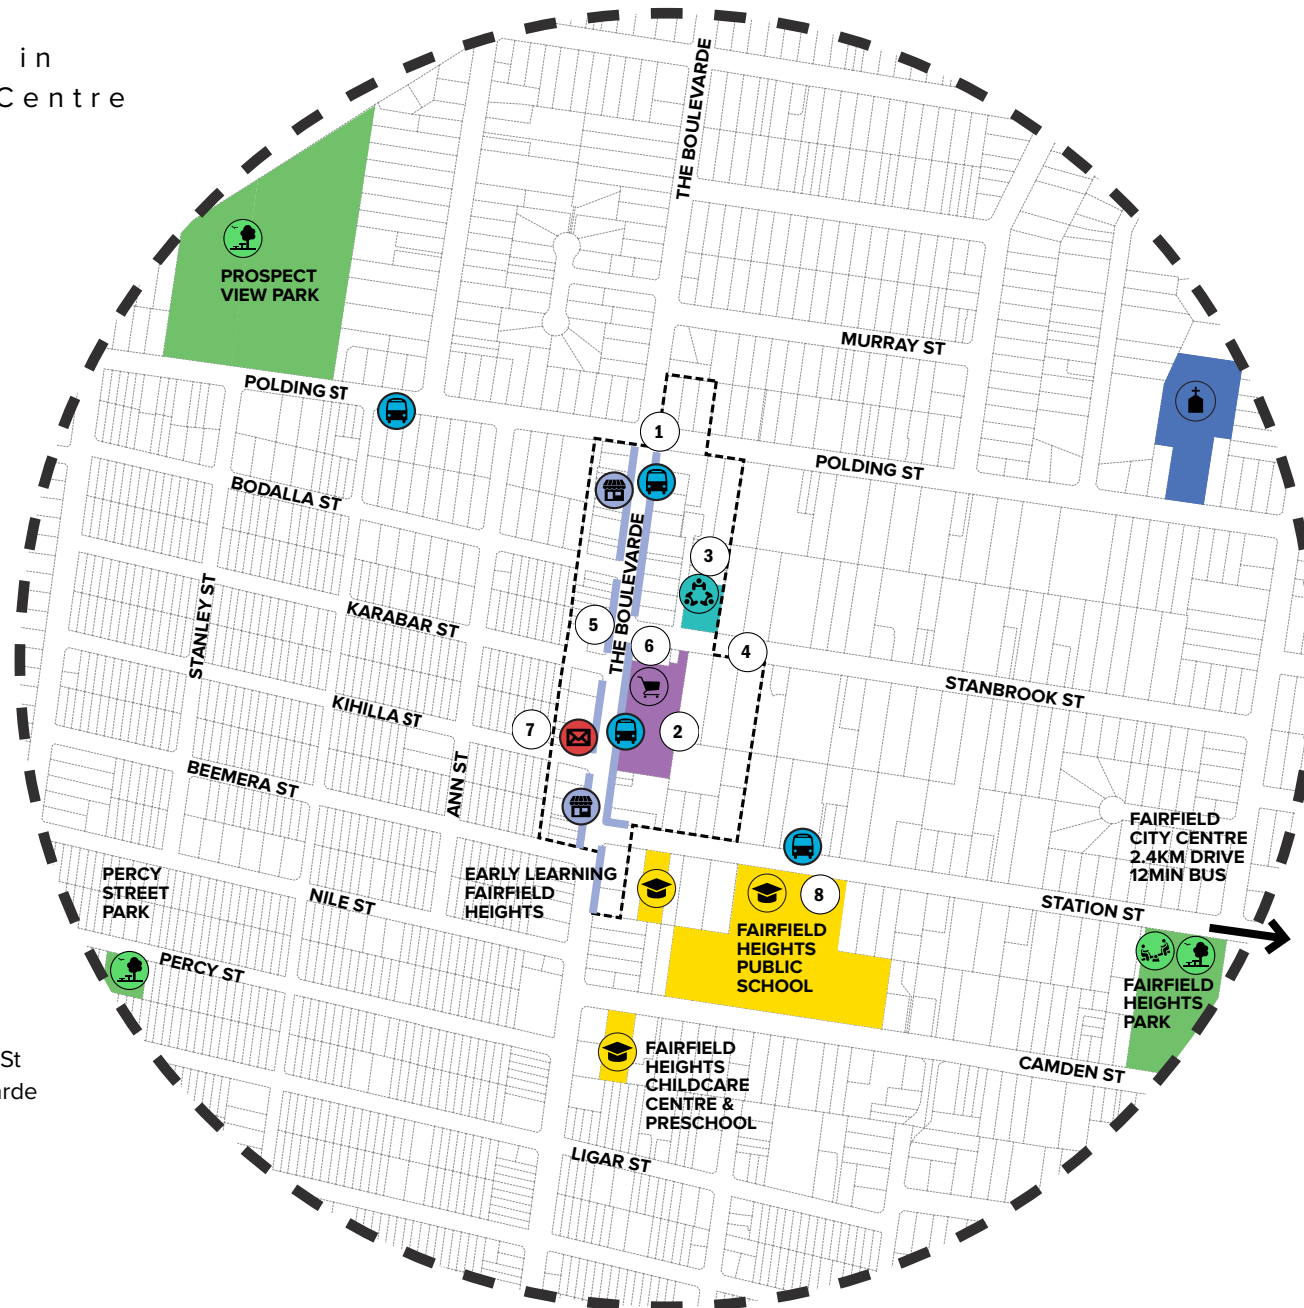 in
Centre
THE BOULEVARDE
PROSPECT
VIEW PARK
MURRAY ST
POLDING ST
1
POLDING ST
BODALLA ST
THE BOULEVARDE
3
STANLEY ST
KARABAR ST
5
6
4
STANBROOK ST
KIHILLA ST
7
2
BEEMERA ST
ANN ST
FAIRFIELD
CITY CENTRE
2.4KM DRIVE
12MIN BUS
PERCY
STREET
PARK
EARLY LEARNING
FAIRFIELD
HEIGHTS
NILE ST
8
STATION ST
FAIRFIELD
HEIGHTS
PUBLIC
SCHOOL
PERCY ST
FAIRFIELD
HEIGHTS
PARK
St
arde
FAIRFIELD
HEIGHTS
CHILDCARE
CENTRE &
PRESCHOOL
CAMDEN ST
LIGAR ST